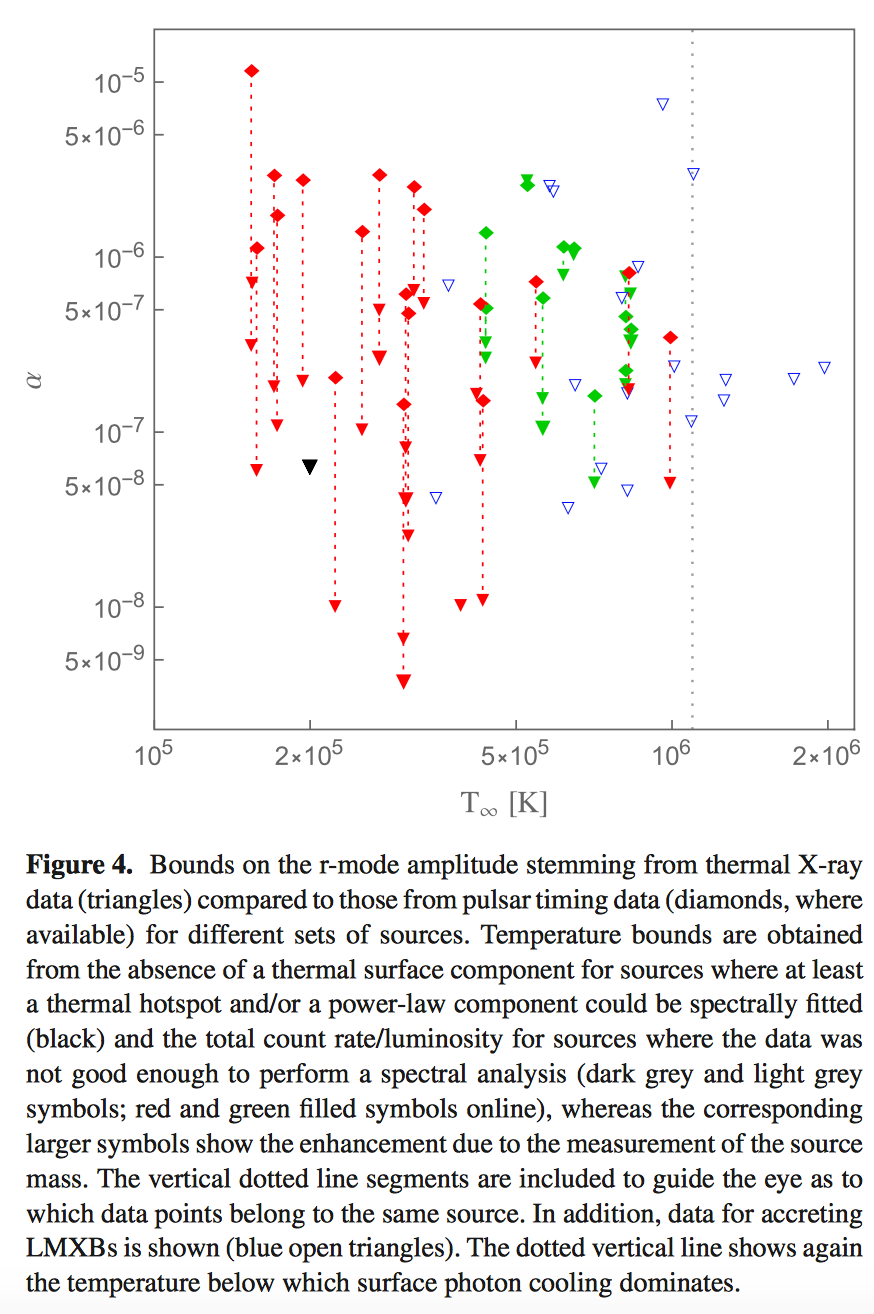 10⁻⁵
5×10⁻⁶
10⁻⁶
5×10⁻⁷
10⁻⁷
5×10⁻⁸
10⁻⁸
5×10⁻⁹
α
10⁵ 2×10⁵ 5×10⁵ 10⁶ 2×10⁶
T∞ [K]
Figure 4. Bounds on the r-mode amplitude stemming from thermal X-ray
data (triangles) compared to those from pulsar timing data (diamonds, where
available) for different sets of sources. Temperature bounds are obtained
from the absence of a thermal surface component for sources where at least
a thermal hotspot and/or a power-law component could be spectrally fitted
(black) and the total count rate/luminosity for sources where the data was
not good enough to perform a spectral analysis (dark grey and light grey
symbols; red and green filled symbols online), whereas the corresponding
larger symbols show the enhancement due to the measurement of the source
mass. The vertical dotted line segments are included to guide the eye as to
which data points belong to the same source. In addition, data for accreting
LMXBs is shown (blue open triangles). The dotted vertical line shows again
the temperature below which surface photon cooling dominates.